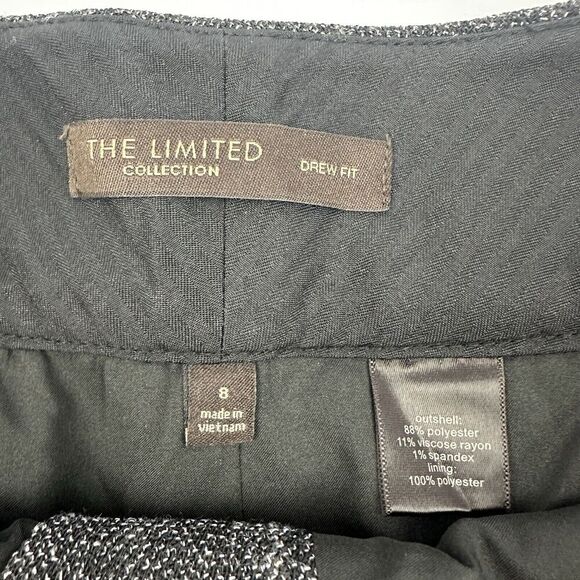 THE LIMITED
COLLECTION
DREW FIT
8
made in
vietnam
outshell:
88% polyester
11% viscose rayon
1% spandex
lining:
100% polyester